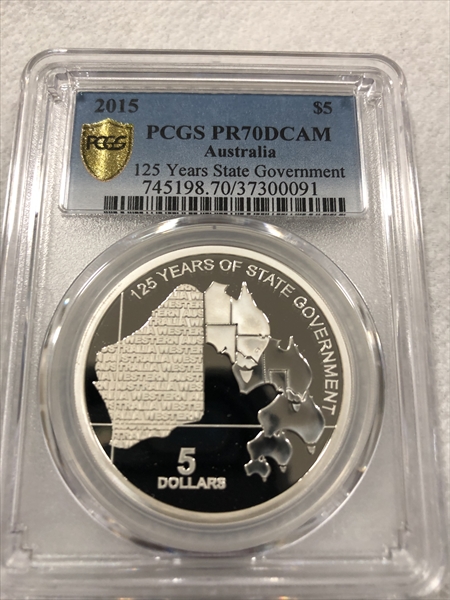 2015 $5
PCGS
PCGS PR70DCAM
Australia
125 Years State Government
745198.70/37300091
125 YEARS OF STATE GOVERNMENT
5
DOLLARS